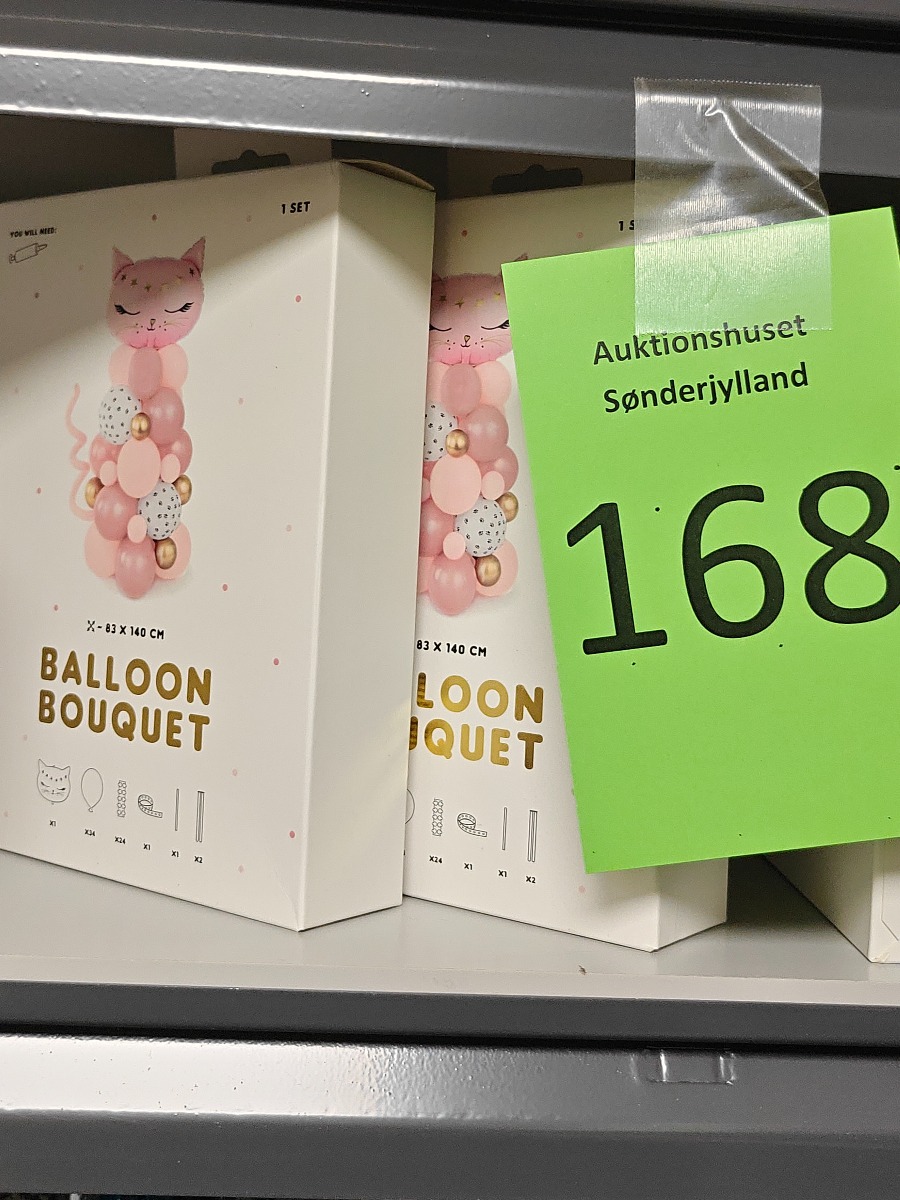 YOU WILL NEED:
1 SET
83 X 140 CM
BALLOON
BOUQUET
X1
X34
X24
X1
X1
X2
1 S
83 X 140 CM
LOON
UQUET
X24
X1
X1
X2
Auktionshuset
Sønderjylland
168